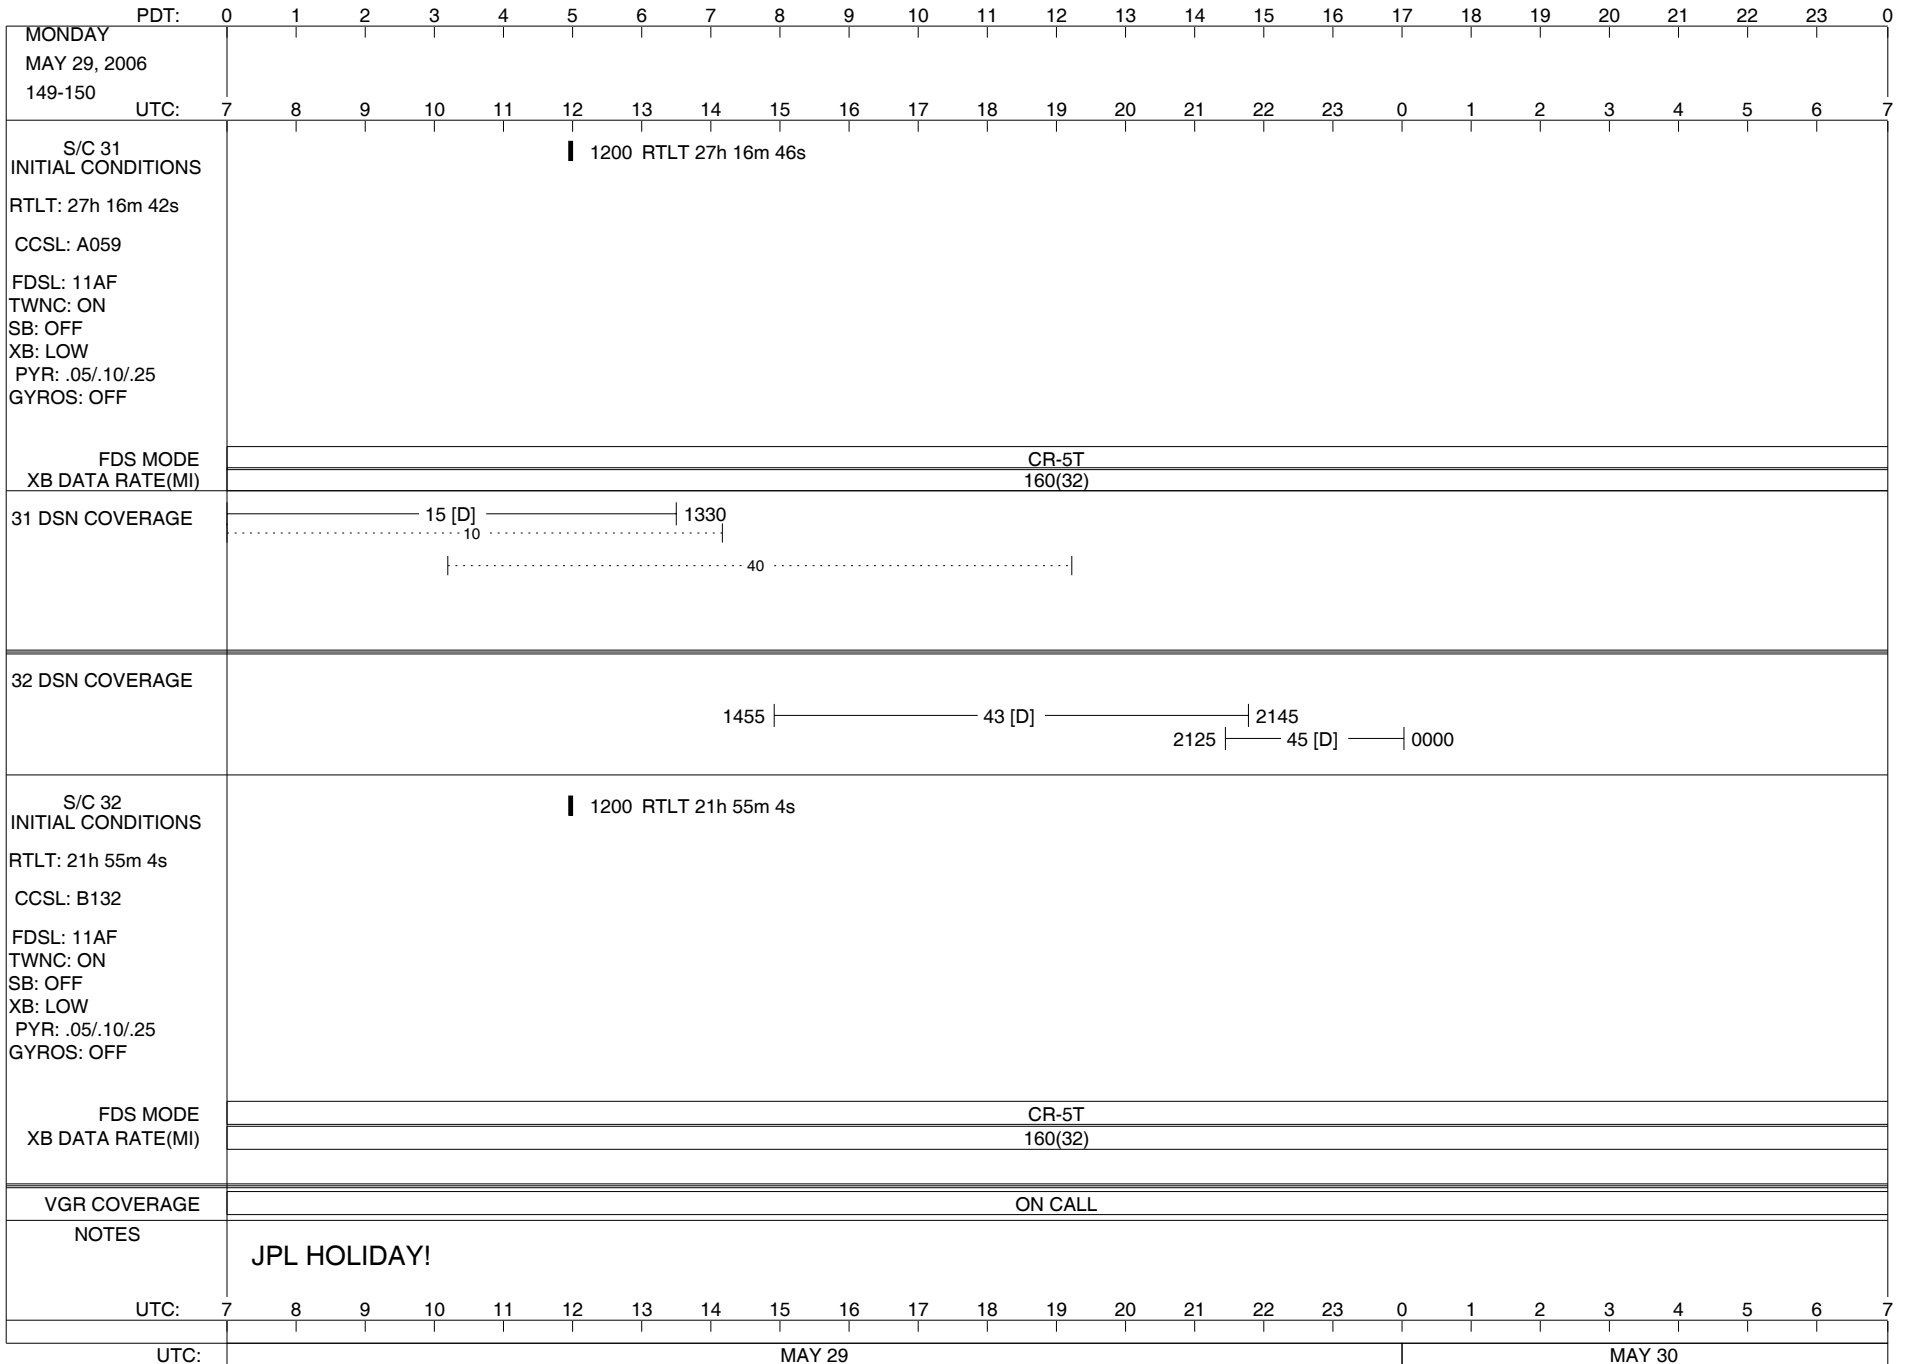 PDT: 0 1 2 3 4 5 6 7 8 9 10 11 12 13 14 15 16 17 18 19 20 21 22 23 0
MONDAY
MAY 29, 2006
149-150
UTC: 7 8 9 10 11 12 13 14 15 16 17 18 19 20 21 22 23 0 1 2 3 4 5 6 7
S/C 31
INITIAL CONDITIONS
1200 RTLT 27h 16m 46s
RTLT: 27h 16m 42s
CCSL: A059
FDSL: 11AF
TWNC: ON
SB: OFF
XB: LOW
PYR: .05/.10/.25
GYROS: OFF
FDS MODE CR-5T
XB DATA RATE(MI) 160(32)
31 DSN COVERAGE 15 [D] 1330
10
40
32 DSN COVERAGE
1455 43 [D] 2145
2125 45 [D] 0000
S/C 32
INITIAL CONDITIONS
1200 RTLT 21h 55m 4s
RTLT: 21h 55m 4s
CCSL: B132
FDSL: 11AF
TWNC: ON
SB: OFF
XB: LOW
PYR: .05/.10/.25
GYROS: OFF
FDS MODE CR-5T
XB DATA RATE(MI) 160(32)
VGR COVERAGE ON CALL
NOTES
JPL HOLIDAY!
UTC: 7 8 9 10 11 12 13 14 15 16 17 18 19 20 21 22 23 0 1 2 3 4 5 6 7
UTC: MAY 29 MAY 30